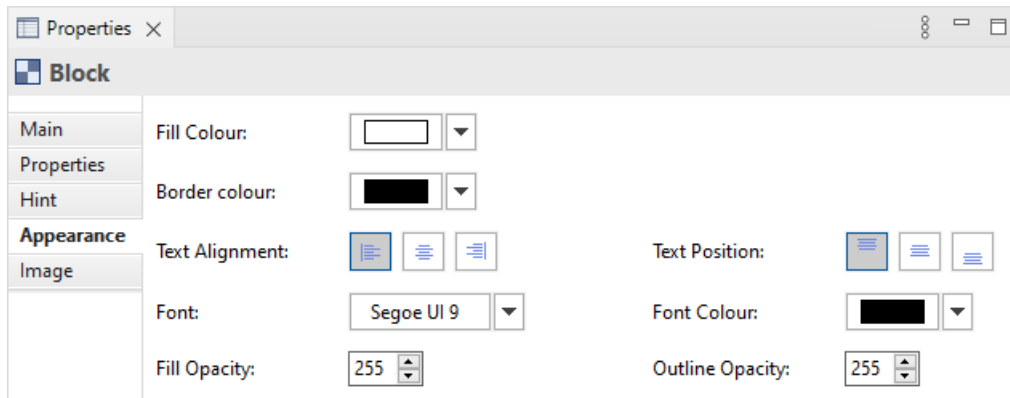 Properties
Block
Main
Properties
Hint
Appearance
Image
Fill Colour:
Border colour:
Text Alignment:
Text Position:
Font:
Segoe UI 9
Font Colour:
Fill Opacity:
255
Outline Opacity:
255